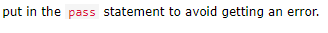 put in the pass statement to avoid getting an error.